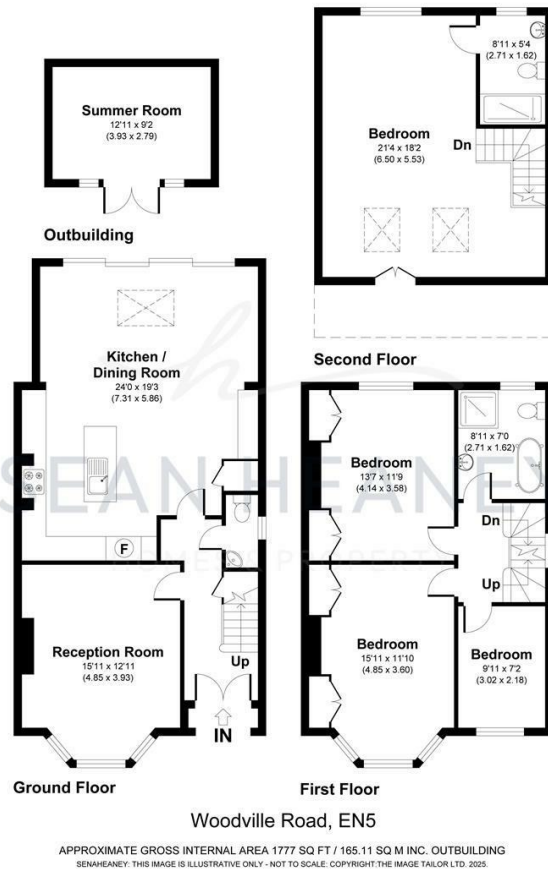 Summer Room
12'11 x 9'2
(3.93 x 2.79)
Outbuilding
8'11 x 5'4
(2.71 x 1.62)
Bedroom
21'4 x 18'2
(6.50 x 5.53)
Dn
Second Floor
Kitchen /
Dining Room
24'0 x 19'3
(7.31 x 5.86)
F
Reception Room
15'11 x 12'11
(4.85 x 3.93)
Up
IN
Ground Floor
Bedroom
13'7 x 11'9
(4.14 x 3.58)
8'11 x 7'0
(2.71 x 1.62)
Dn
Up
Bedroom
15'11 x 11'10
(4.85 x 3.60)
Bedroom
9'11 x 7'2
(3.02 x 2.18)
First Floor
SEAN HEANEY
HOMES PROPERTY
Woodville Road, EN5
APPROXIMATE GROSS INTERNAL AREA 1777 SQ FT / 165.11 SQ M INC. OUTBUILDING
SENAHEANEY: THIS IMAGE IS ILLUSTRATIVE ONLY - NOT TO SCALE: COPYRIGHT:THE IMAGE TAILOR LTD. 2025.